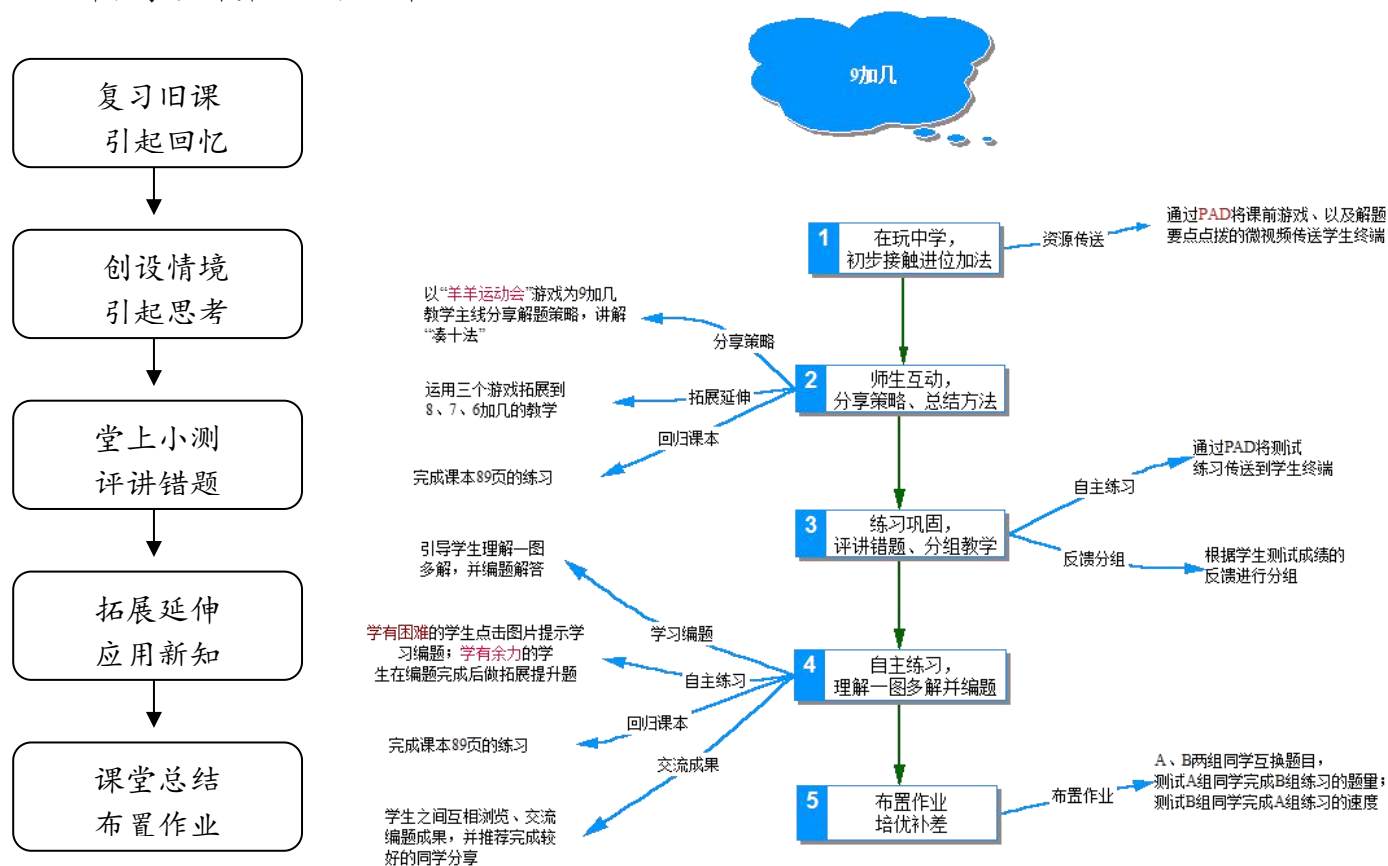 复习旧课
引起回忆
创设情境
引起思考
堂上小测
评讲错题
拓展延伸
应用新知
课堂总结
布置作业
9加几
1
在玩中学，
初步接触进位加法
资源传送
通过PAD将课前游戏、以及解题
要点点拨的微视频传送学生终端
2
师生互动，
分享策略、总结方法
分享策略
以“羊羊运动会”游戏为9加几
教学主线分享解题策略，讲解
“凑十法”
拓展延伸
运用三个游戏拓展到
8、7、6加几的教学
回归课本
完成课本89页的练习
3
练习巩固，
评讲错题、分组教学
自主练习
通过PAD将测试
练习传送到学生终端
反馈分组
根据学生测试成绩的
反馈进行分组
4
自主练习，
理解一图多解并编题
学习编题
引导学生理解一图
多解，并编题解答
自主练习
学有困难的学生点击图片提示学
习编题；学有余力的学
生在编题完成后做拓展提升题
回归课本
完成课本89页的练习
交流成果
学生之间互相浏览、交流
编题成果，并推荐完成较
好的同学分享
5
布置作业
培优补差
布置作业
A、B两组同学互换题目，
测试A组同学完成B组练习的题量；
测试B组同学完成A组练习的速度